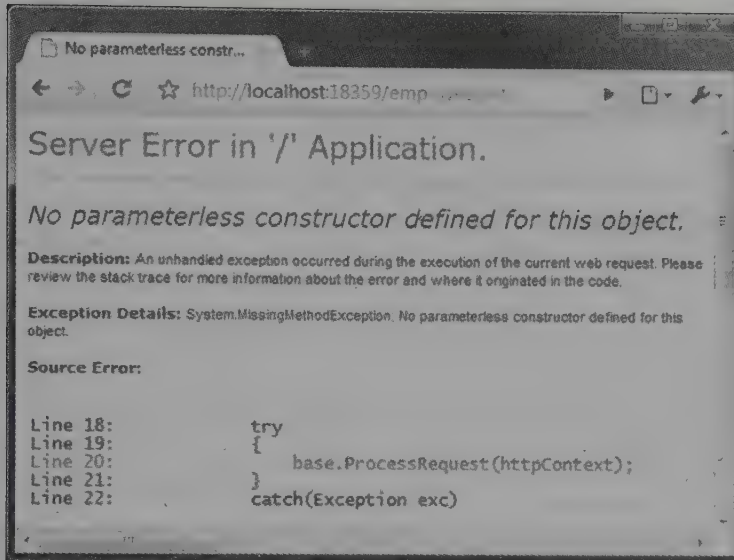 No parameterless constr...
http://localhost:18359/emp
Server Error in '/' Application.
No parameterless constructor defined for this object.
Description: An unhandled exception occurred during the execution of the current web request. Please
review the stack trace for more information about the error and where it originated in the code.
Exception Details: System.MissingMethodException. No parameterless constructor defined for this
object.
Source Error:
Line 18: try
Line 19: {
Line 20: base.ProcessRequest(httpContext);
Line 21: }
Line 22: catch(Exception exc)